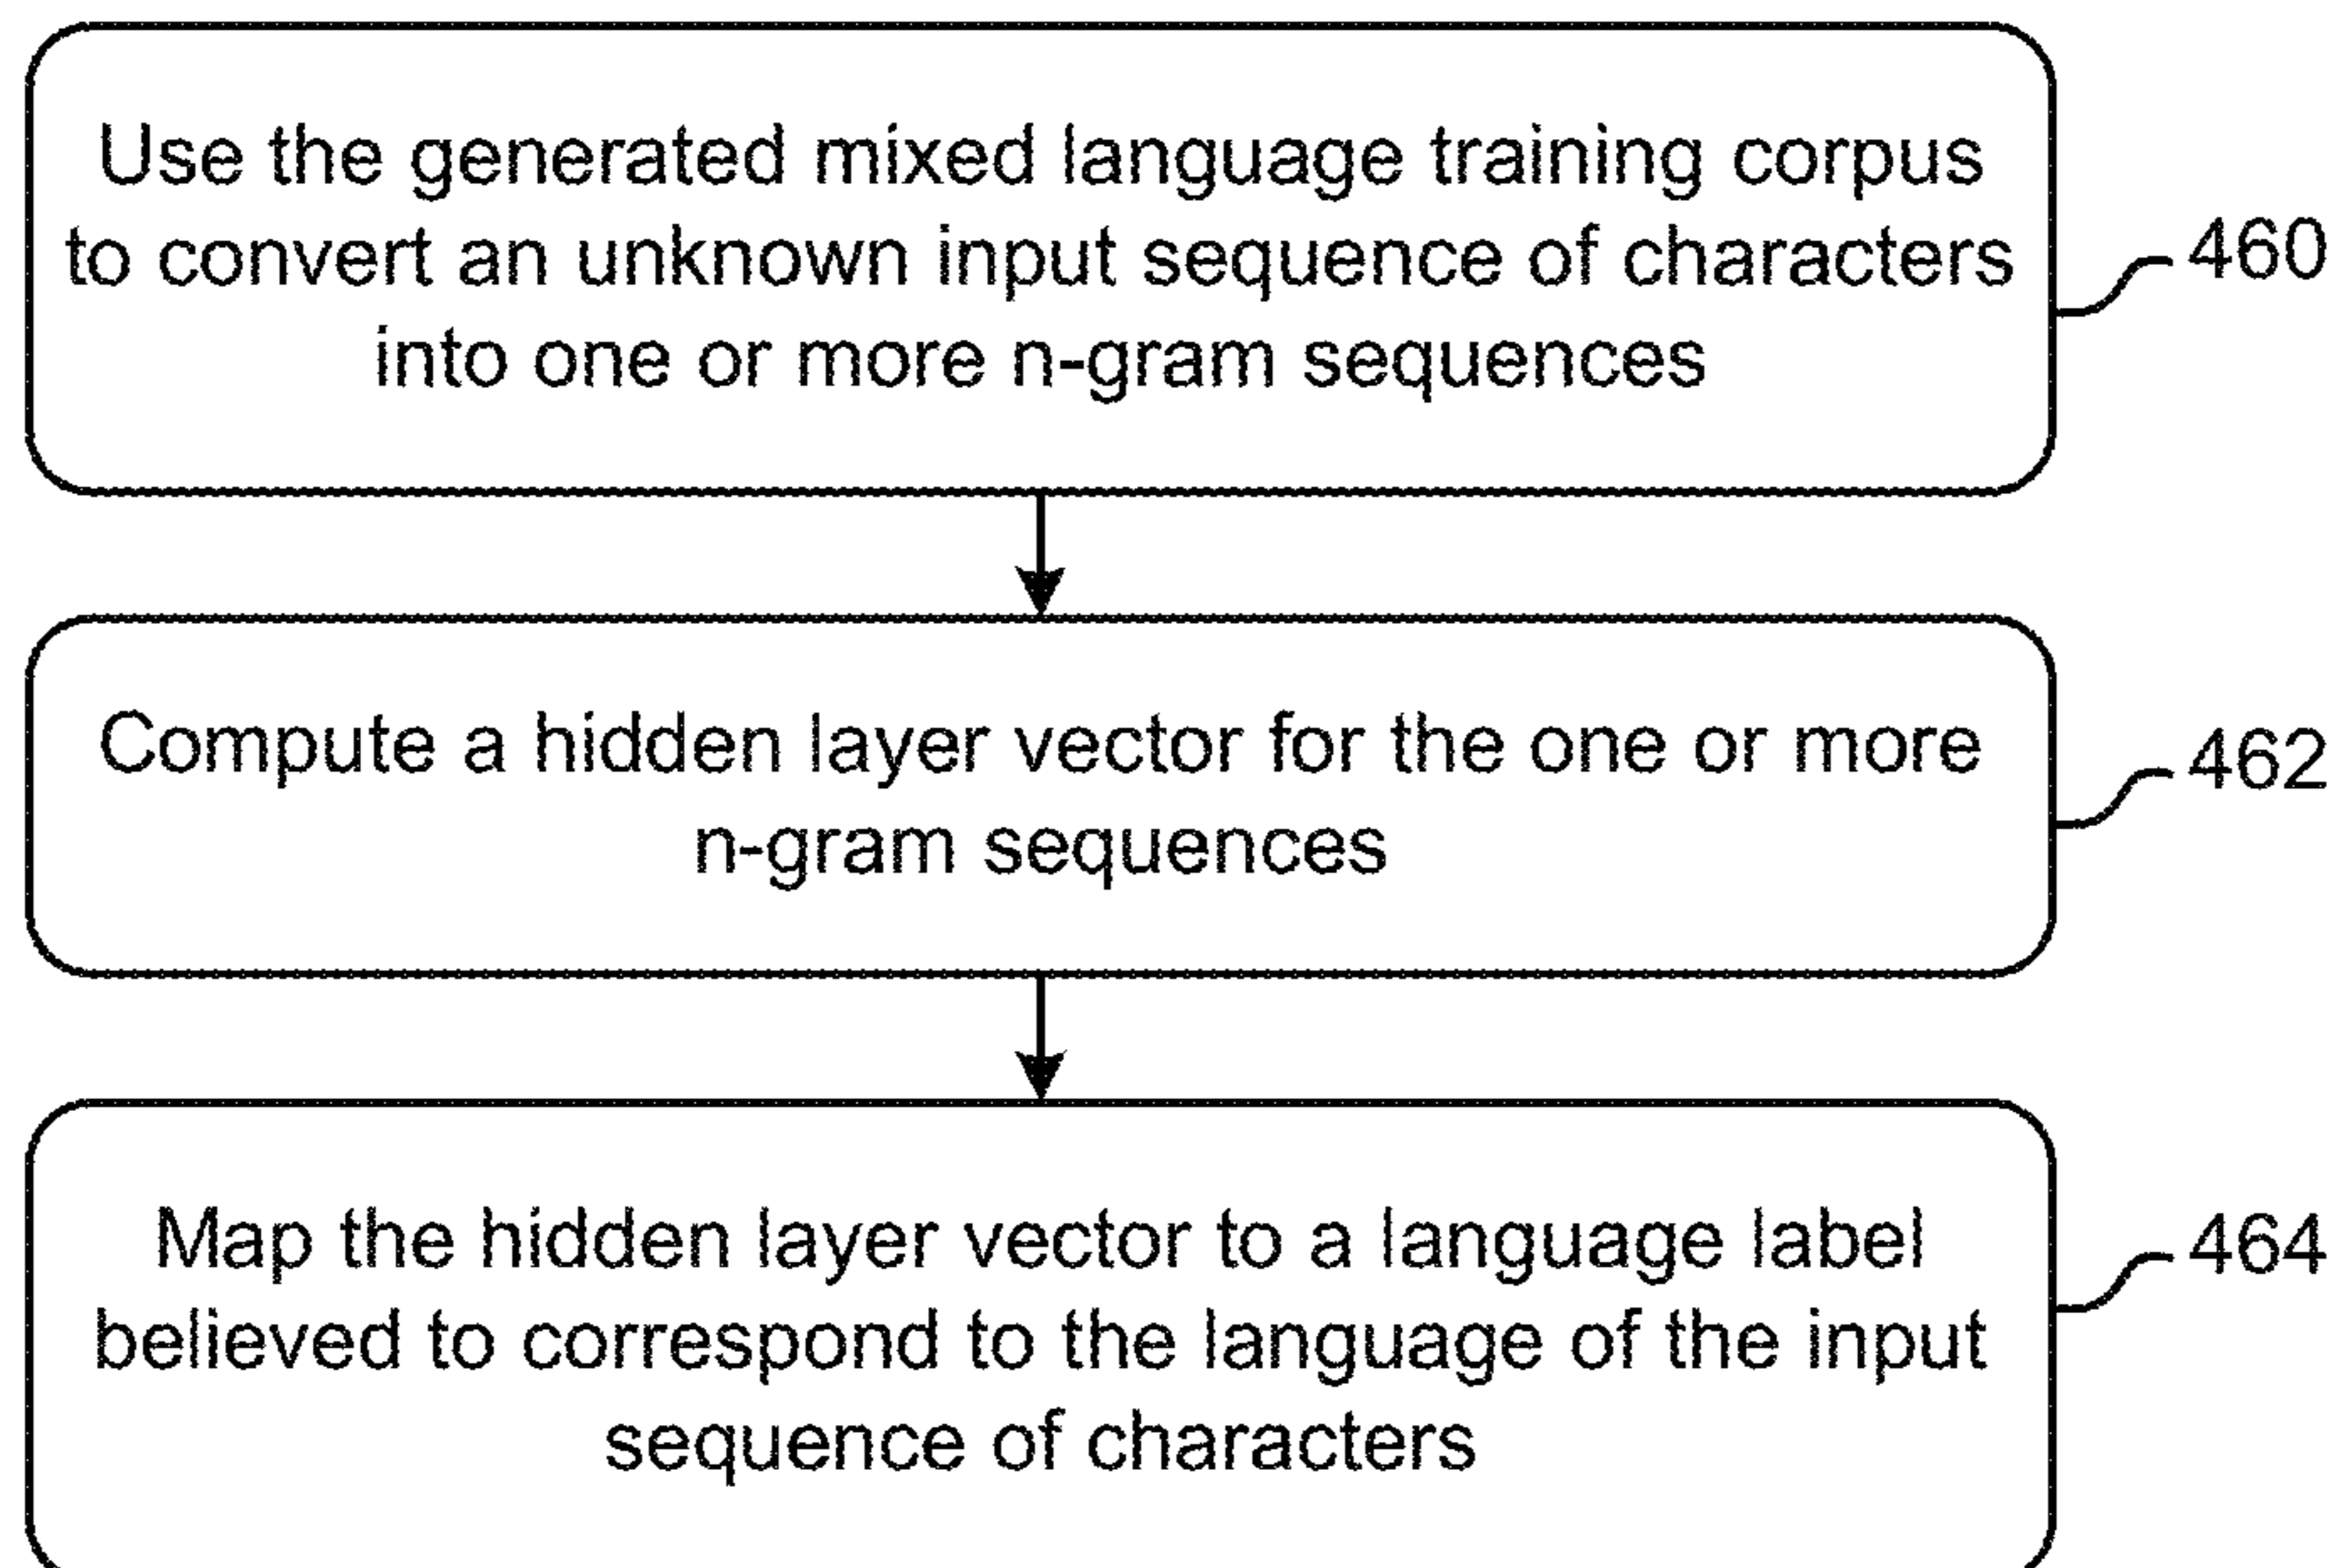 Use the generated mixed language training corpus
to convert an unknown input sequence of characters
into one or more n-gram sequences
460
Compute a hidden layer vector for the one or more
n-gram sequences
462
Map the hidden layer vector to a language label
believed to correspond to the language of the input
sequence of characters
464